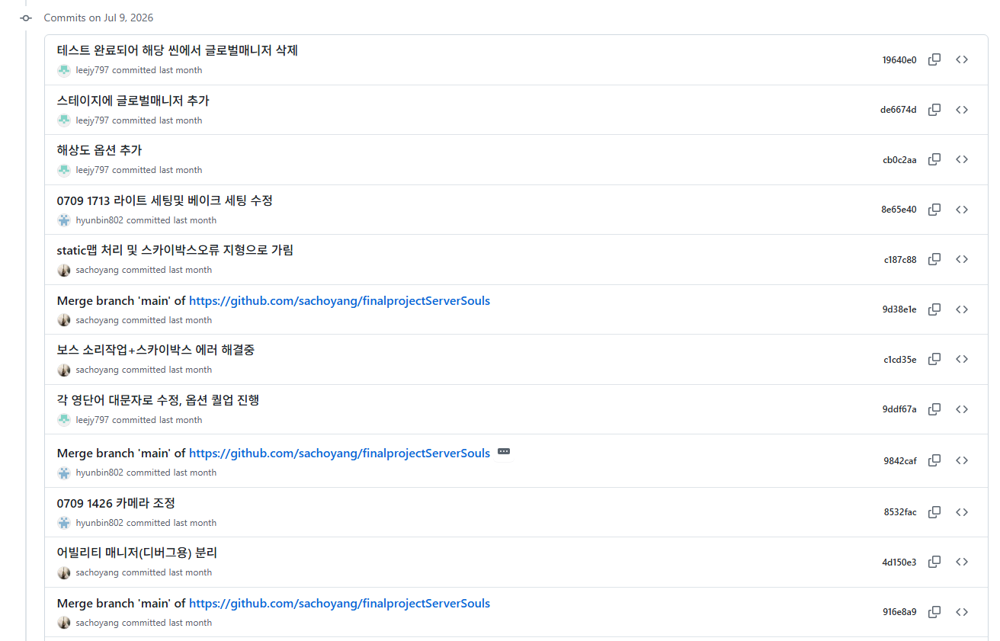 Commits on Jul 9, 2026
테스트 완료되어 해당 씬에서 글로벌매니저 삭제
leejy797 committed last month
19640e0
스테이지에 글로벌매니저 추가
leejy797 committed last month
de6674d
해상도 옵션 추가
leejy797 committed last month
cb0c2aa
0709 1713 라이트 세팅및 베이크 세팅 수정
hyunbin802 committed last month
8e65e40
static맵 처리 및 스카이박스오류 지형으로 가림
sachoyang committed last month
c187c88
Merge branch 'main' of https://github.com/sachoyang/finalprojectServerSouls
sachoyang committed last month
9d38e1e
보스 소리작업+스카이박스 에러 해결중
sachoyang committed last month
c1cd35e
각 영단어 대문자로 수정, 옵션 퀄업 진행
leejy797 committed last month
9ddf67a
Merge branch 'main' of https://github.com/sachoyang/finalprojectServerSouls
hyunbin802 committed last month
9842caf
0709 1426 카메라 조정
hyunbin802 committed last month
8532fac
어빌리티 매니저(디버그용) 분리
sachoyang committed last month
4d150e3
Merge branch 'main' of https://github.com/sachoyang/finalprojectServerSouls
sachoyang committed last month
916e8a9